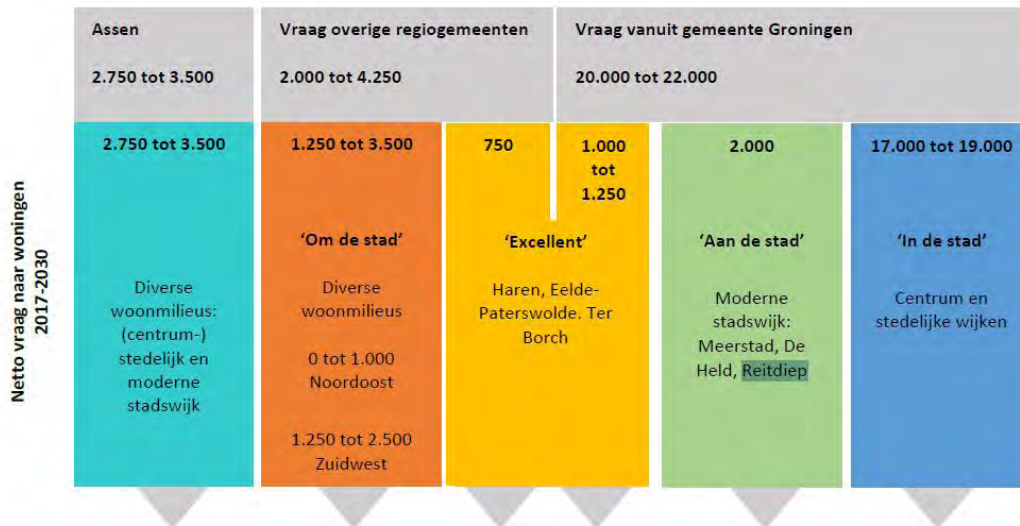 Assen
2.750 tot 3.500
Vraag overige regiogemeenten
2.000 tot 4.250
Vraag vanuit gemeente Groningen
20.000 tot 22.000
Netto vraag naar woningen
2017-2030
2.750 tot 3.500
Diverse
woonmilieus:
(centrum-)
stedelijk en
moderne
stadswijk
1.250 tot 3.500
‘Om de stad’
Diverse
woonmilieus
0 tot 1.000
Noordoost
1.250 tot 2.500
Zuidwest
750
1.000
tot
1.250
‘Excellent’
Haren, Eelde-
Paterswolde. Ter
Borch
2.000
‘Aan de stad’
Moderne
stadswijk:
Meerstad, De
Held, Reitdiep
17.000 tot 19.000
‘In de stad’
Centrum en
stedelijke wijken